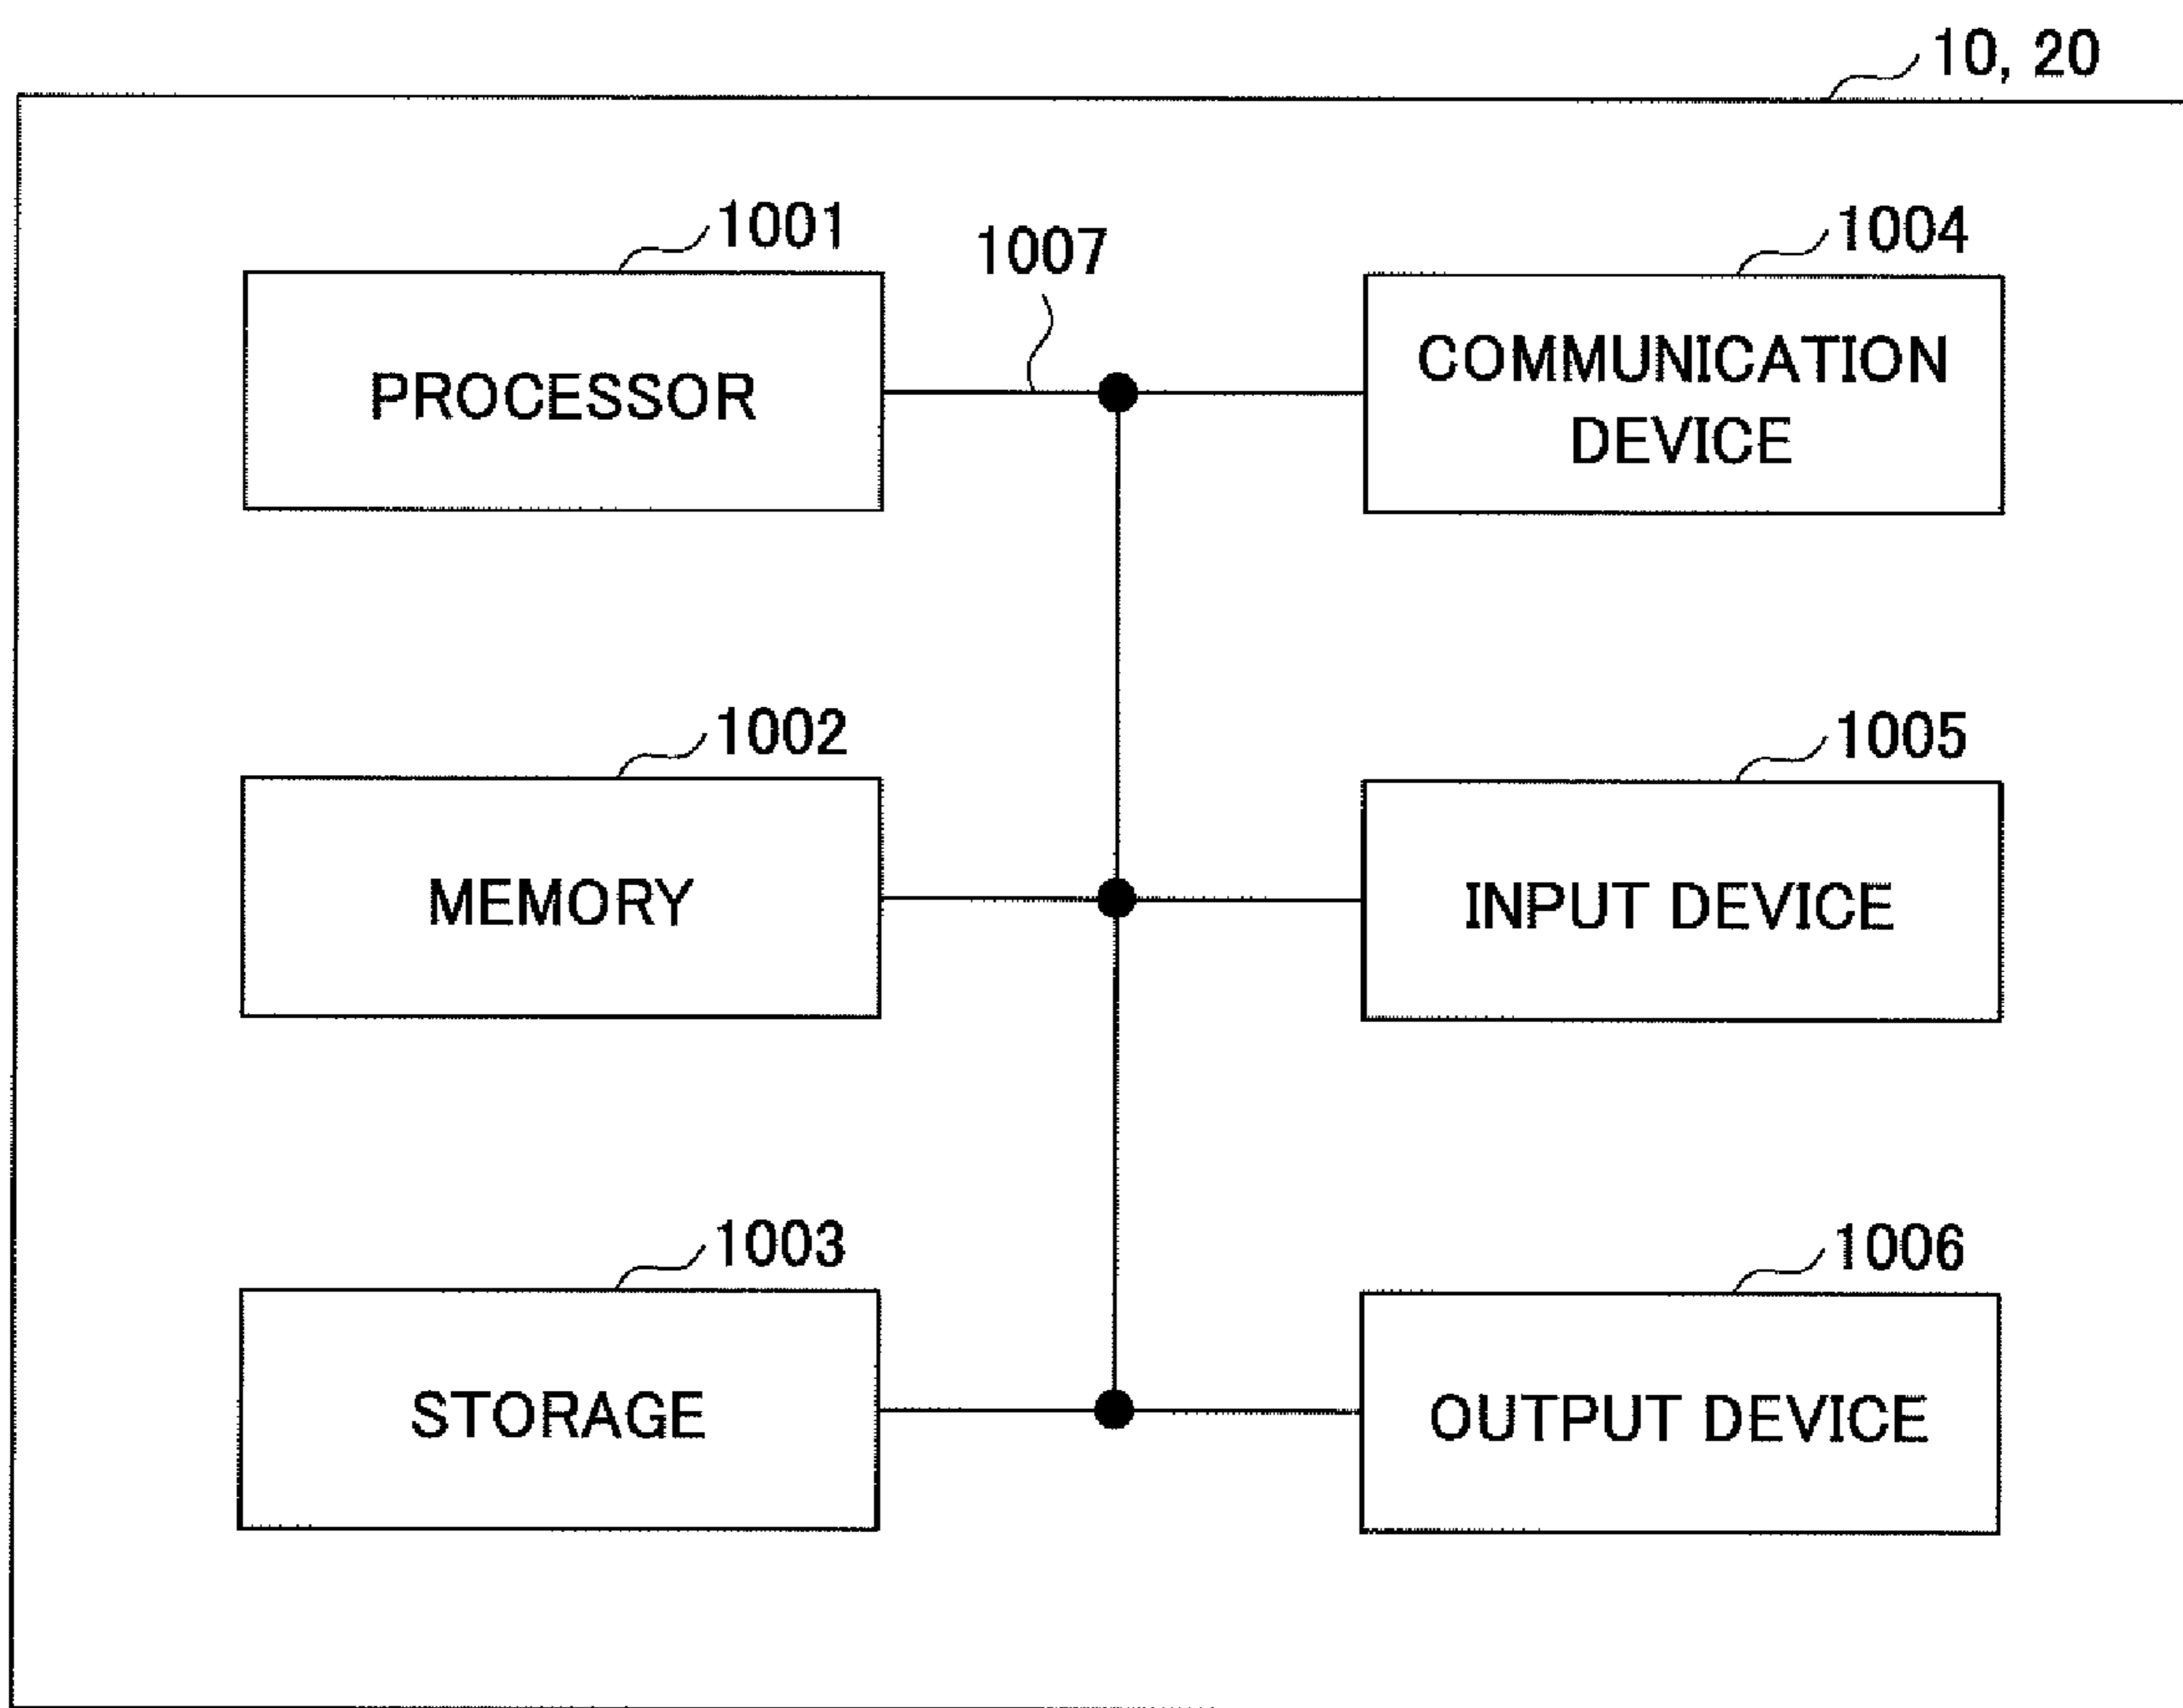 10, 20
1001
1007
1004
PROCESSOR
COMMUNICATION
DEVICE
1002
1005
MEMORY
INPUT DEVICE
1003
1006
STORAGE
OUTPUT DEVICE